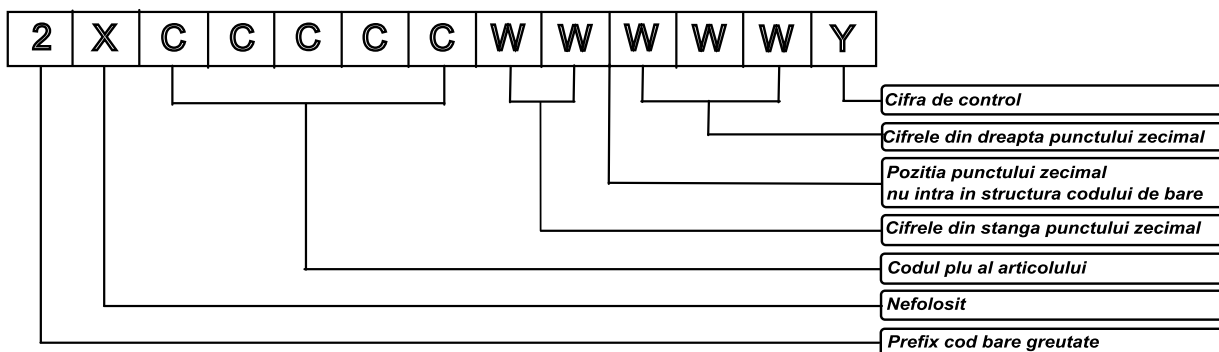 2 X C C C C C W W W W W Y
Cifra de control
Cifrele din dreapta punctului zecimal
Pozitia punctului zecimal
nu intra in structura codului de bare
Cifrele din stanga punctului zecimal
Codul plu al articolului
Nefolosit
Prefix cod bare greutate